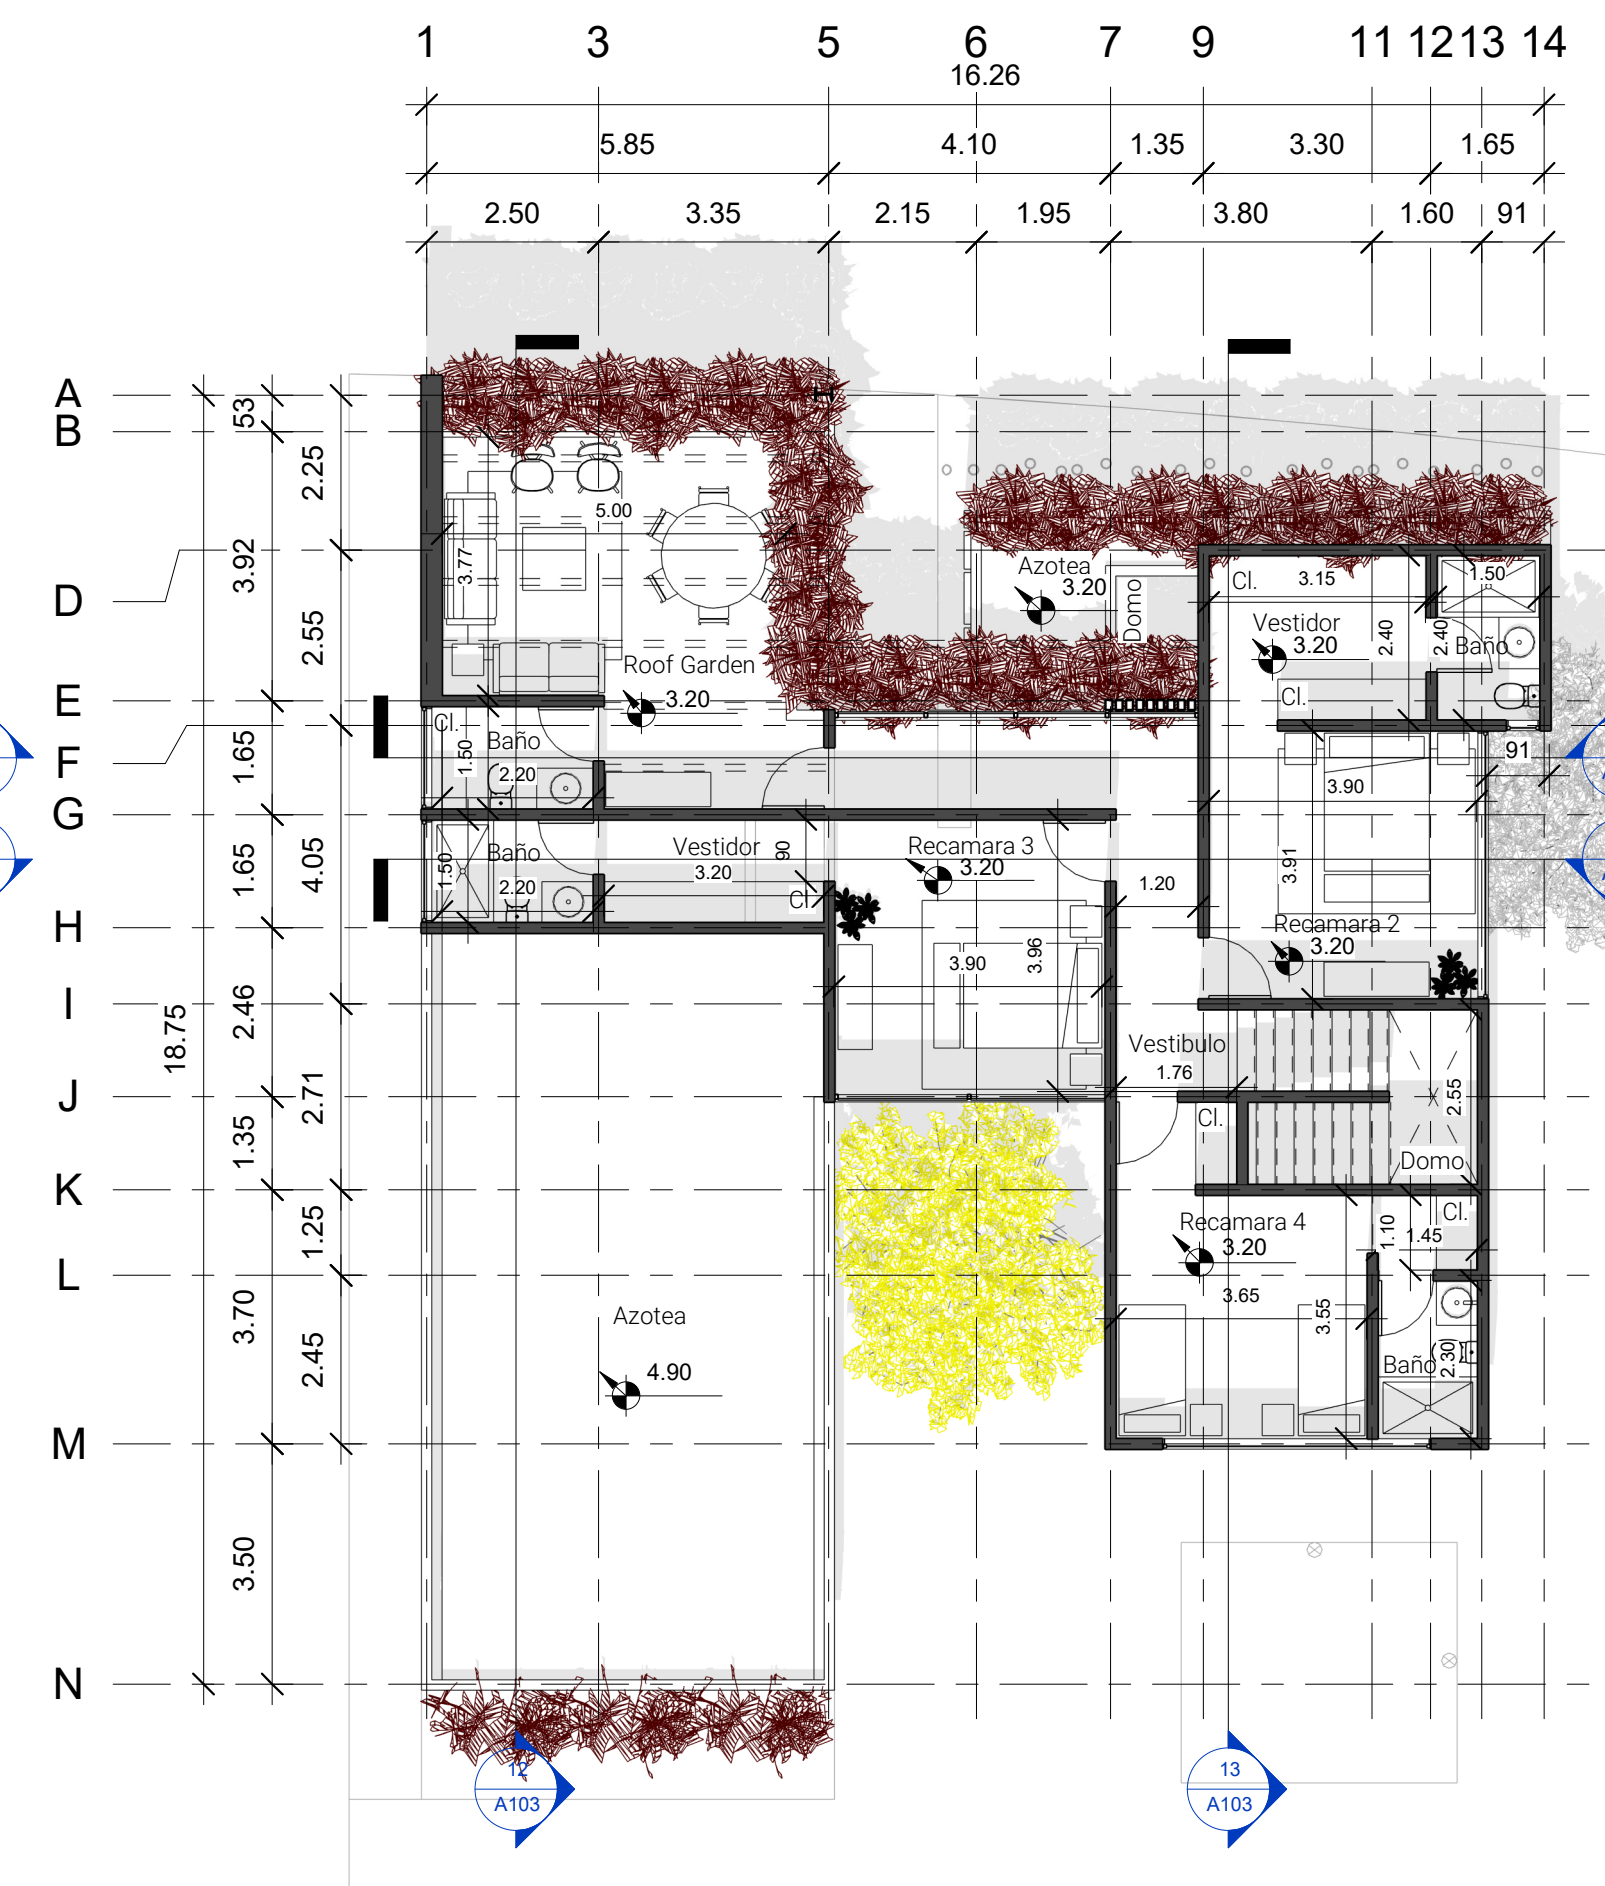 1 3 5 6 7 9 11 12 13 14
16.26
5.85 4.10 1.35 3.30 1.65
2.50 3.35 2.15 1.95 3.80 1.60 91
A
B
D
E
F
G
H
I
J
K
L
M
N
18.75
53
3.92
1.65
1.65
2.46
1.35
3.70
3.50
2.25
2.55
4.05
2.71
1.25
2.45
5.00
3.77
Roof Garden
3.20
Azotea
3.20
Domo
Cl.
3.15
1.50
Vestidor
3.20
2.40
2.40
Baño
Cl.
Cl.
1.50
Baño
2.20
91
3.90
3.91
Recamara 2
3.20
1.50
Baño
2.20
Vestidor
3.20
90
Cl.
Recamara 3
3.20
3.90
3.96
1.20
Vestibulo
1.76
Cl.
2.55
Domo
Recamara 4
3.20
3.65
3.55
1.10
1.45
Cl.
Baño
2.30
Azotea
4.90
12
A103
13
A103